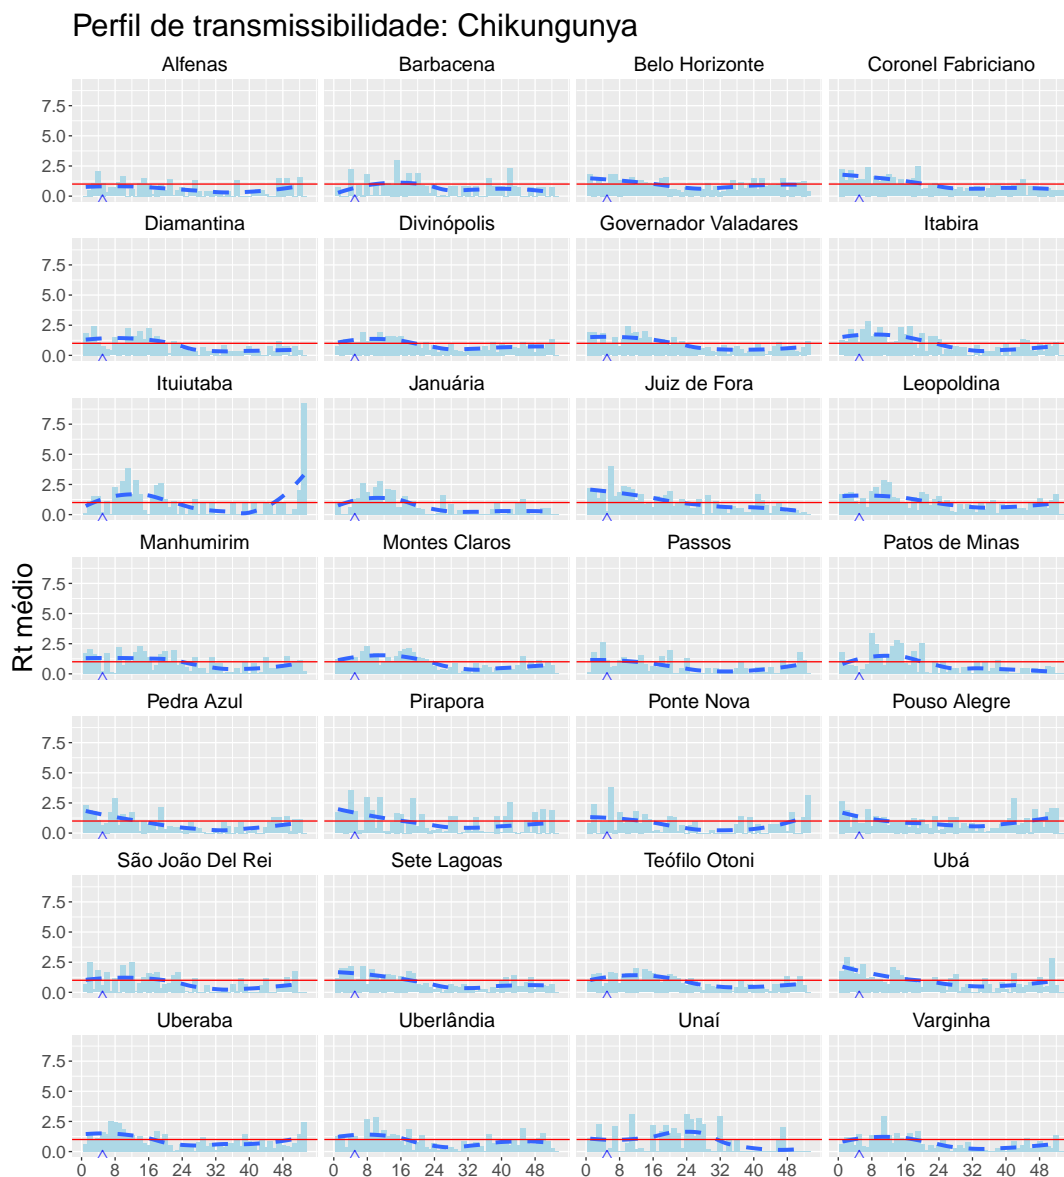 Perfil de transmissibilidade: Chikungunya
Alfenas Barbacena Belo Horizonte Coronel Fabriciano
7.5
5.0
2.5
0.0
Diamantina Divinópolis Governador Valadares Itabira
7.5
5.0
2.5
0.0
Ituiutaba Januária Juiz de Fora Leopoldina
7.5
5.0
2.5
0.0
Manhumirim Montes Claros Passos Patos de Minas
7.5
5.0
2.5
0.0
Rt médio
Pedra Azul Pirapora Ponte Nova Pouso Alegre
7.5
5.0
2.5
0.0
São João Del Rei Sete Lagoas Teófilo Otoni Ubá
7.5
5.0
2.5
0.0
Uberaba Uberlândia Unaí Varginha
7.5
5.0
2.5
0.0
0 8 16 24 32 40 48 0 8 16 24 32 40 48 0 8 16 24 32 40 48 0 8 16 24 32 40 48